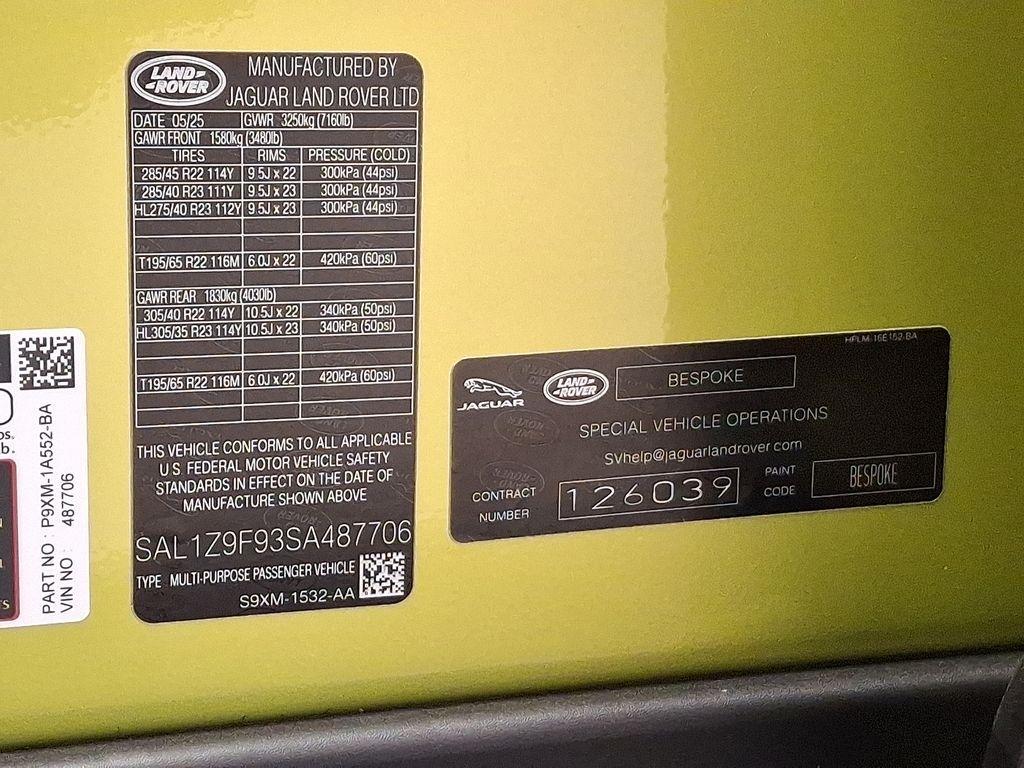 LAND-
-ROVER
MANUFACTURED BY
JAGUAR LAND ROVER LTD
DATE 05/25 GVWR 3250kg (7160lb)
GAWR FRONT 1580kg (3480lb)
TIRES RIMS PRESSURE (COLD)
285/45 R22 114Y 9.5J x 22 300kPa (44psi)
285/40 R23 111Y 9.5J x 23 300kPa (44psi)
HL275/40 R23 112Y 9.5J x 23 300kPa (44psi)
T195/65 R22 116M 6.0J x 22 420kPa (60psi)
GAWR REAR 1830kg (4030lb)
305/40 R22 114Y 10.5J x 22 340kPa (50psi)
HL305/35 R23 114Y 10.5J x 23 340kPa (50psi)
T195/65 R22 116M 6.0J x 22 420kPa (60psi)
THIS VEHICLE CONFORMS TO ALL APPLICABLE
U.S. FEDERAL MOTOR VEHICLE SAFETY
STANDARDS IN EFFECT ON THE DATE OF
MANUFACTURE SHOWN ABOVE
SAL1Z9F93SA487706
TYPE MULTI-PURPOSE PASSENGER VEHICLE
S9XM-1532-AA
PART NO : P9XM-1A552-BA
VIN NO : 487706
HPLM-16E152-BA
JAGUAR
LAND-
-ROVER
BESPOKE
SPECIAL VEHICLE OPERATIONS
SVhelp@jaguarlandrover.com
CONTRACT
NUMBER
126039
PAINT
CODE
BESPOKE